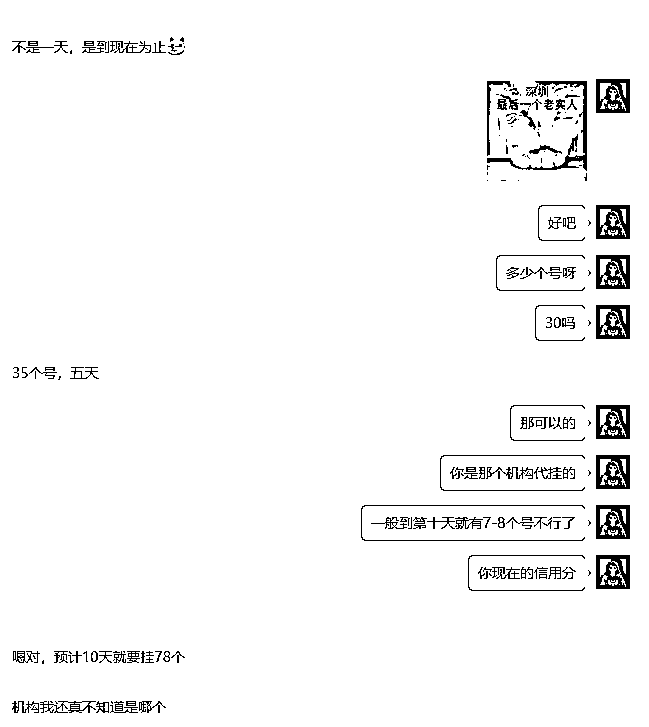 不是一天，是到现在为止
深圳
最后一个老实人
好吧
多少个号呀
30吗
35个号，五天
那可以的
你是那个机构代挂的
一般到第十天就有7-8个号不行了
你现在的信用分
嗯对，预计10天就要挂78个
机构我还真不知道是哪个